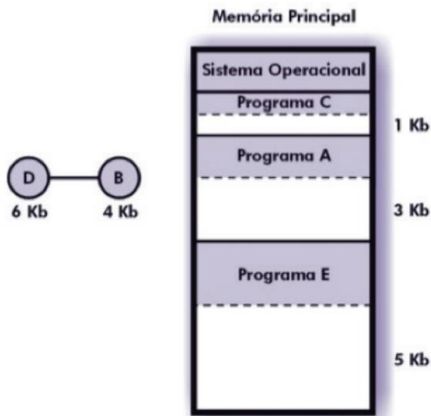 Memória Principal
Sistema Operacional
Programa C
1 Kb
Programa A
D
B
6 Kb
4 Kb
3 Kb
Programa E
5 Kb